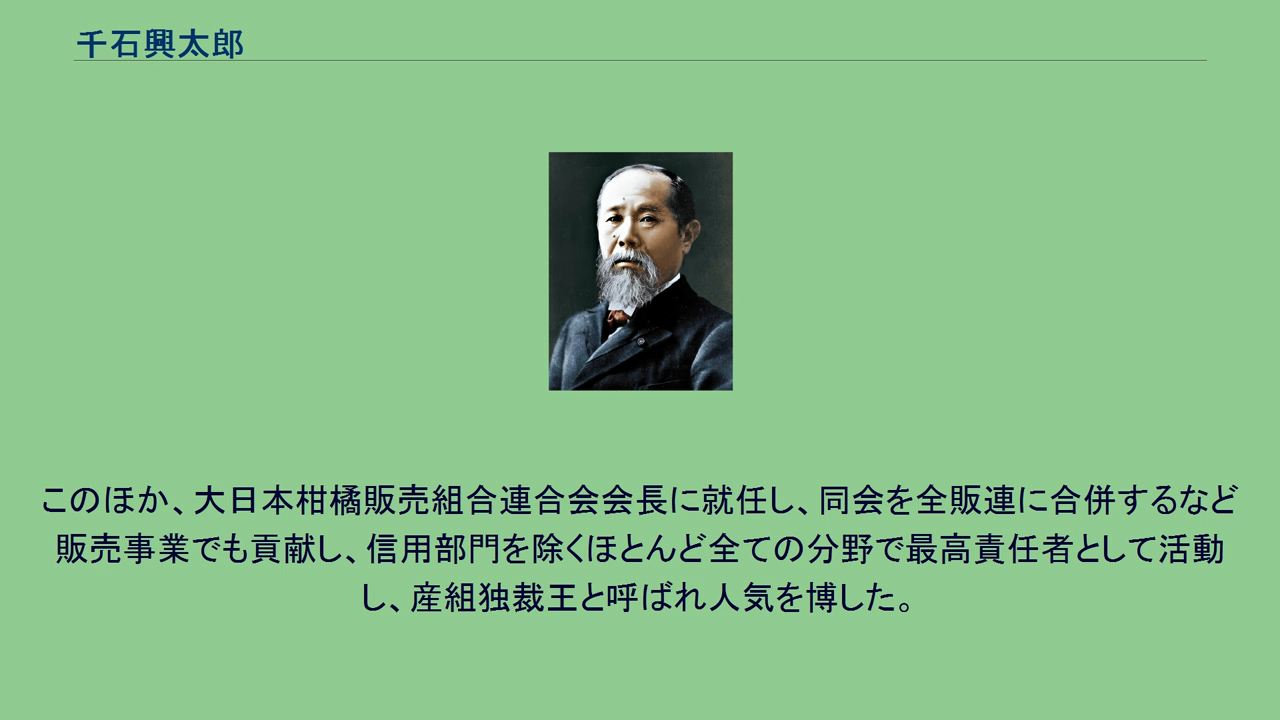 千石興太郎
このほか、大日本柑橘販売組合連合会会長に就任し、同会を全販連に合併するなど
販売事業でも貢献し、信用部門を除くほとんど全ての分野で最高責任者として活動
し、産組独裁王と呼ばれ人気を博した。